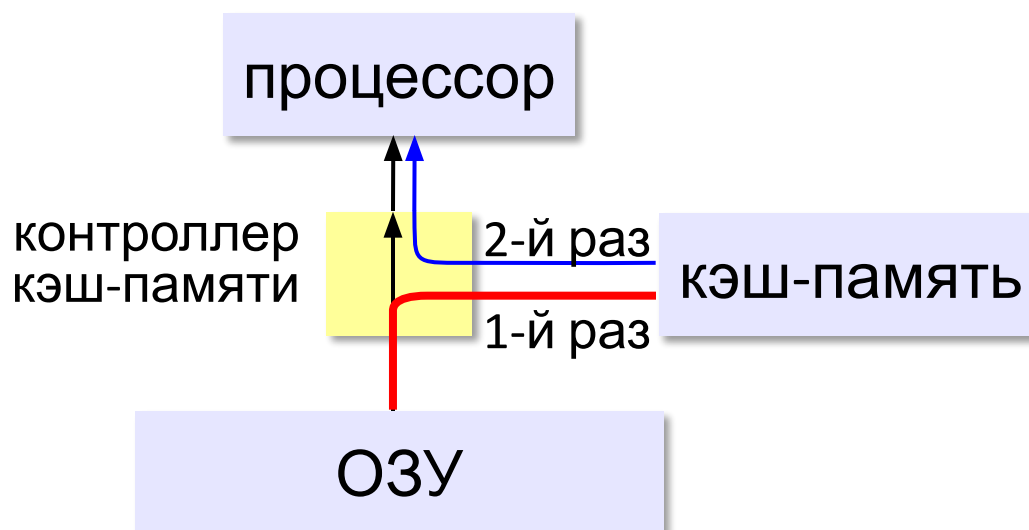 процессор
контроллер
кэш-памяти
2-й раз
кэш-память
1-й раз
ОЗУ